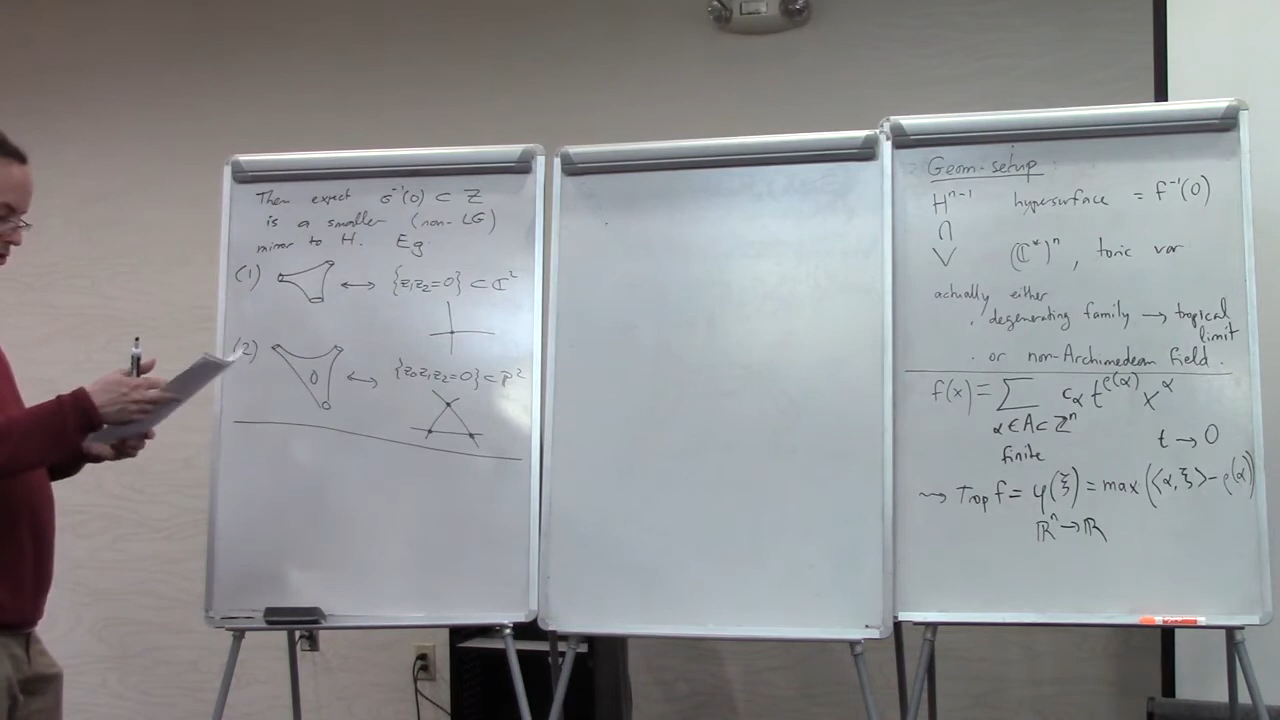 Then expect σ⁻¹(0) ⊂ Z
is a smaller (non-LG)
mirror to H. Eg.
(1) ⟷ {z₁z₂=0} ⊂ ℂ²
(2) ⟷ {z₀z₁z₂=0} ⊂ ℙ²
Geom-setup:
Hⁿ⁻¹ hypersurface = f⁻¹(0)
∩
V (ℂ*)ⁿ, toric var
actually either
. degenerating family → tropical
limit
. or non-Archimedean field.
f(x) = ∑ c_α t^{ρ(α)} x^α
α∈A⊂ℤⁿ
finite
t → 0
⇝ Trop f = φ(ξ) = max (⟨α, ξ⟩ - ρ(α))
ℝⁿ → ℝ